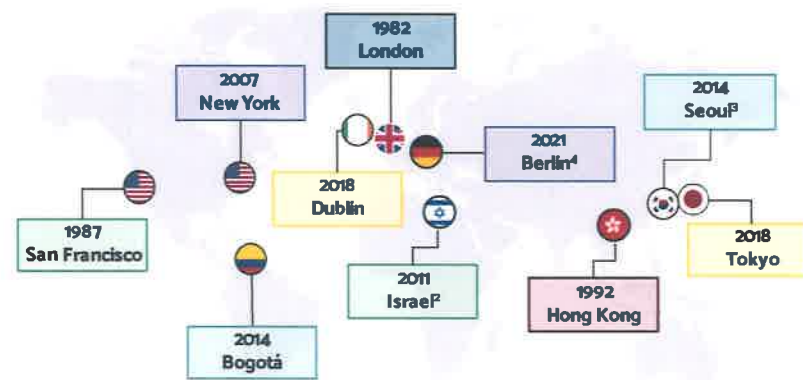 1982
London
2007
New York
2014
Seoul³
2021
Berlin⁴
2018
Dublin
1987
San Francisco
2011
Israel²
2018
Tokyo
1992
Hong Kong
2014
Bogotá